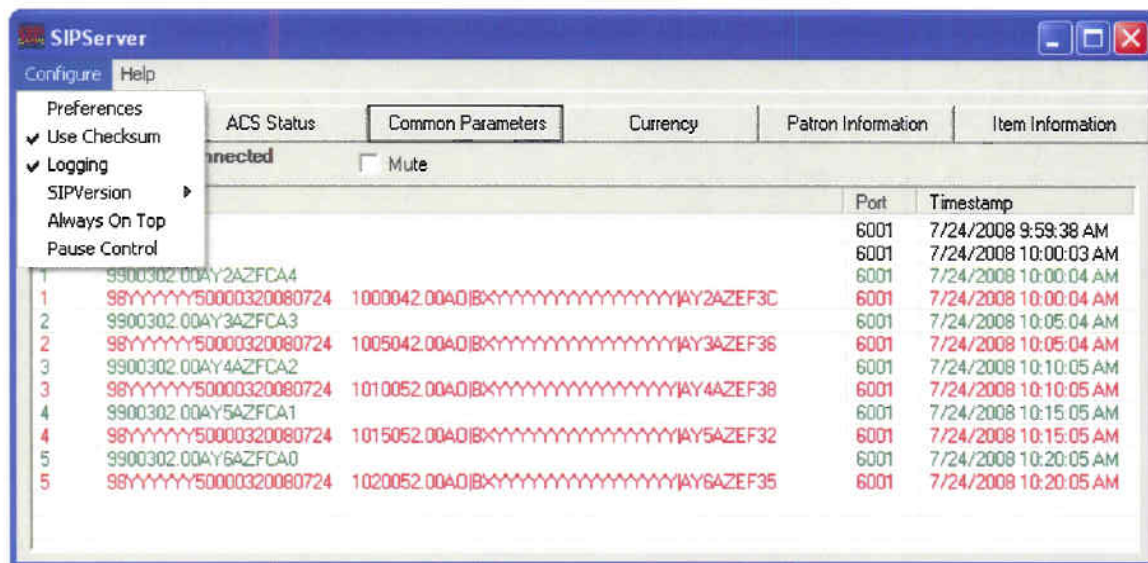 SIPServer
Configure Help
Preferences
Use Checksum
Logging
SIPVersion
Always On Top
Pause Control
ACS Status Common Parameters Currency Patron Information Item Information
nnected Mute
Port Timestamp
6001 7/24/2008 9:59:38 AM
6001 7/24/2008 10:00:03 AM
1 9900302.00AY2AZFCA4 6001 7/24/2008 10:00:04 AM
1 98YYYYYY50000320080724 1000042.00AO|BXYYYYYYYYYYYYYYYY|AY2AZEF3C 6001 7/24/2008 10:00:04 AM
2 9900302.00AY3AZFCA3 6001 7/24/2008 10:05:04 AM
2 98YYYYYY50000320080724 1005042.00AO|BXYYYYYYYYYYYYYYYY|AY3AZEF36 6001 7/24/2008 10:05:04 AM
3 9900302.00AY4AZFCA2 6001 7/24/2008 10:10:05 AM
3 98YYYYYY50000320080724 1010052.00AO|BXYYYYYYYYYYYYYYYY|AY4AZEF38 6001 7/24/2008 10:10:05 AM
4 9900302.00AY5AZFCA1 6001 7/24/2008 10:15:05 AM
4 98YYYYYY50000320080724 1015052.00AO|BXYYYYYYYYYYYYYYYY|AY5AZEF32 6001 7/24/2008 10:15:05 AM
5 9900302.00AY6AZFCA0 6001 7/24/2008 10:20:05 AM
5 98YYYYYY50000320080724 1020052.00AO|BXYYYYYYYYYYYYYYYY|AY6AZEF35 6001 7/24/2008 10:20:05 AM